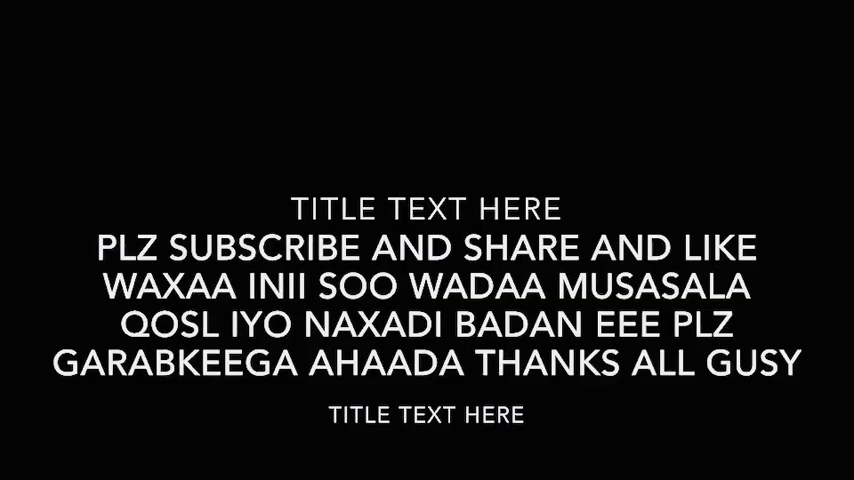 TITLE TEXT HERE
PLZ SUBSCRIBE AND SHARE AND LIKE
WAXAA INII SOO WADAA MUSASALA
QOSL IYO NAXADI BADAN EEE PLZ
GARABKEEGA AHAADA THANKS ALL GUSY
TITLE TEXT HERE